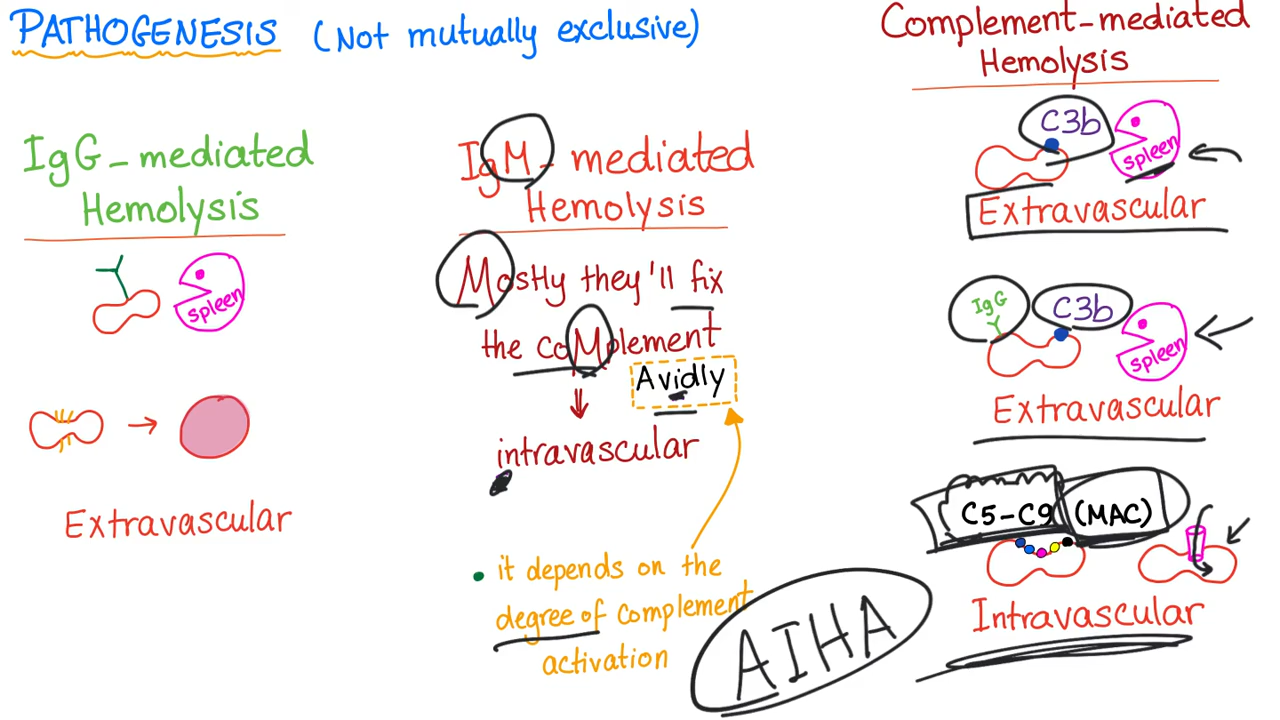 PATHOGENESIS (Not mutually exclusive)
IgG-mediated
Hemolysis
spleen
Extravascular
IgM- mediated
Hemolysis
Mostly they'll fix
the coMplement
Avidly
intravascular
• it depends on the
degree of complement
activation
AIHA
Complement-mediated
Hemolysis
C3b
spleen
Extravascular
IgG C3b
spleen
Extravascular
C5-C9 (MAC)
Intravascular